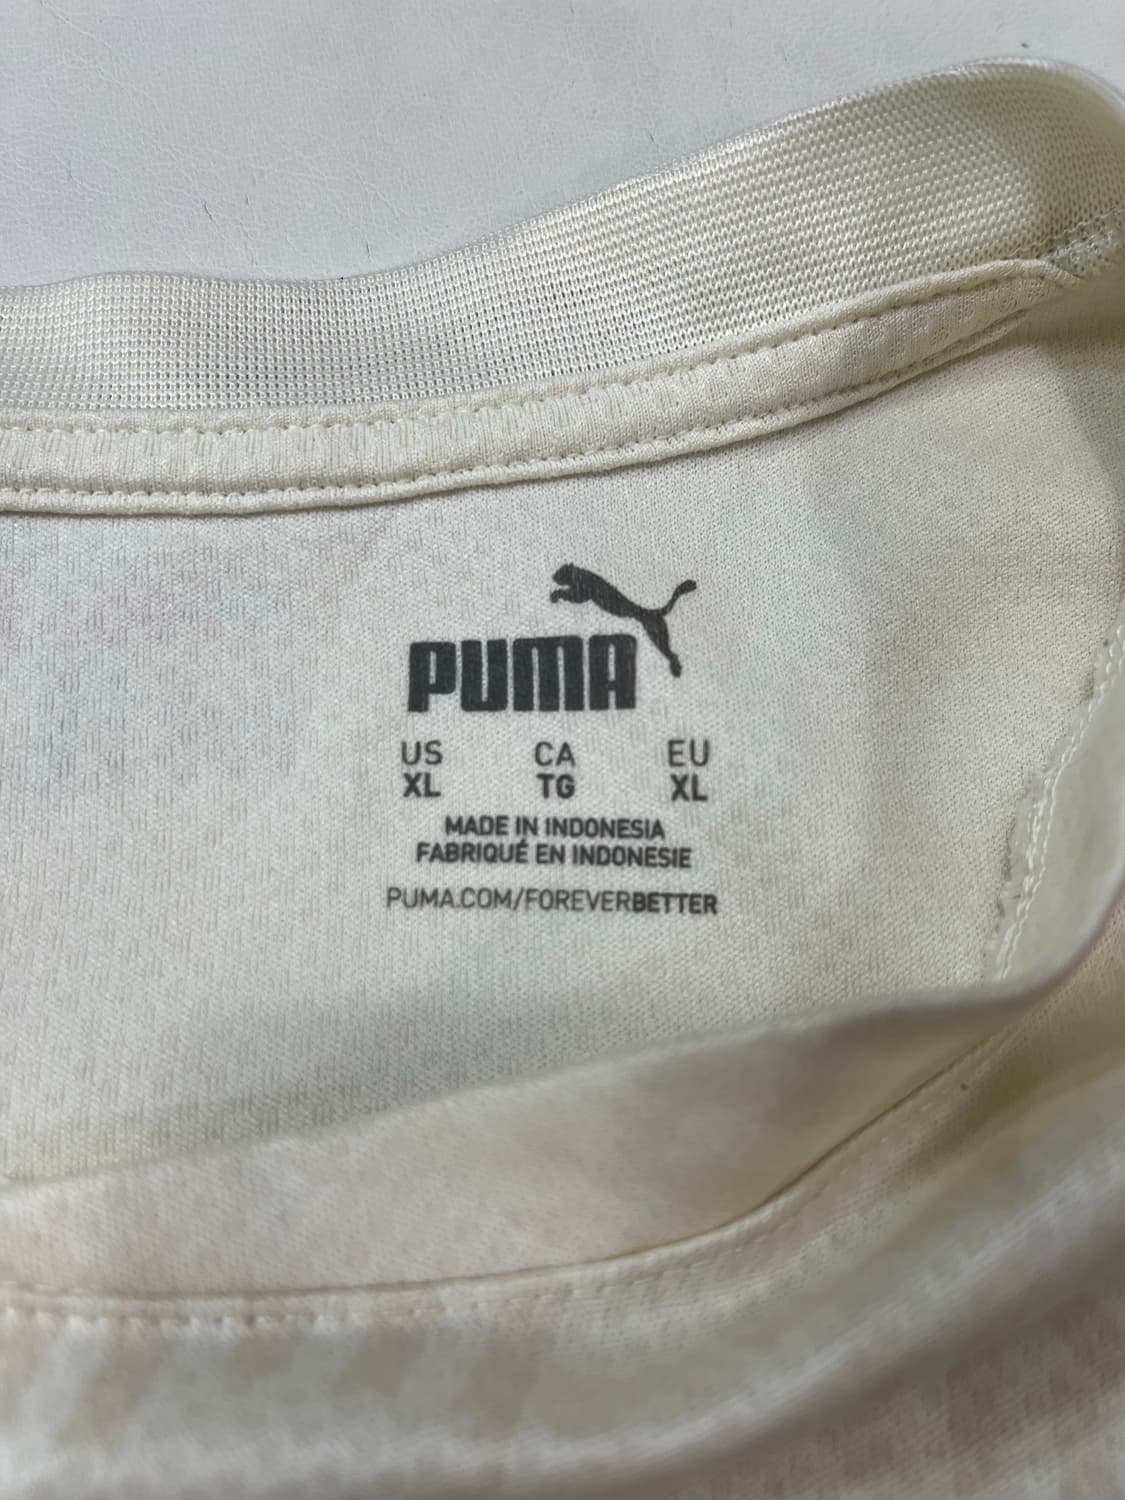 PUMA
US CA EU
XL TG XL
MADE IN INDONESIA
FABRIQUÉ EN INDONESIE
PUMA.COM/FOREVERBETTER